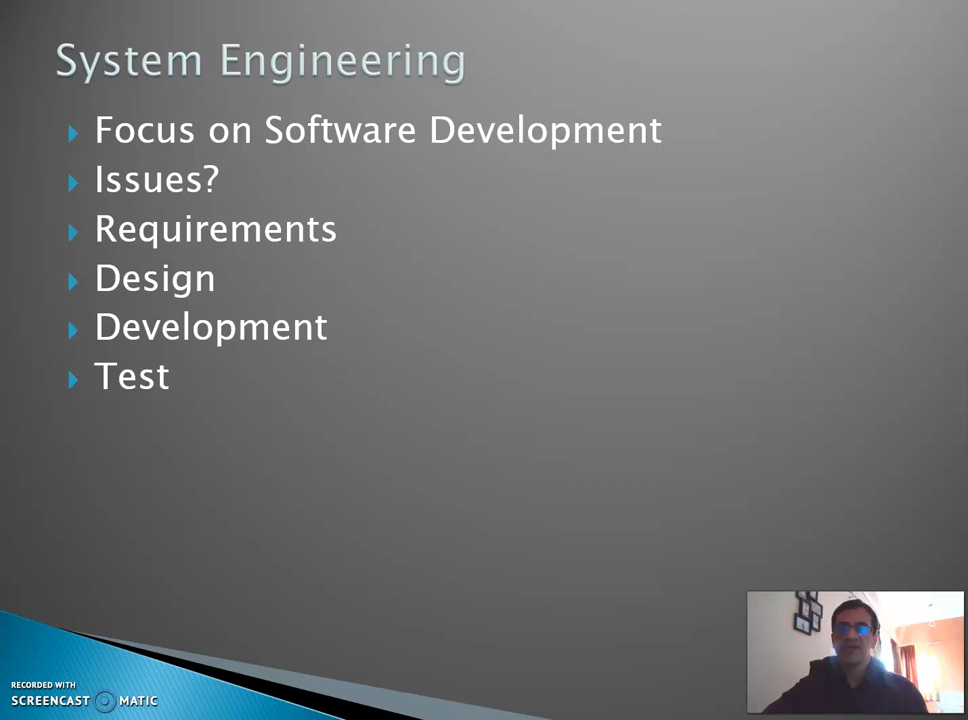 System Engineering
Focus on Software Development
Issues?
Requirements
Design
Development
Test
RECORDED WITH
SCREENCAST MATIC